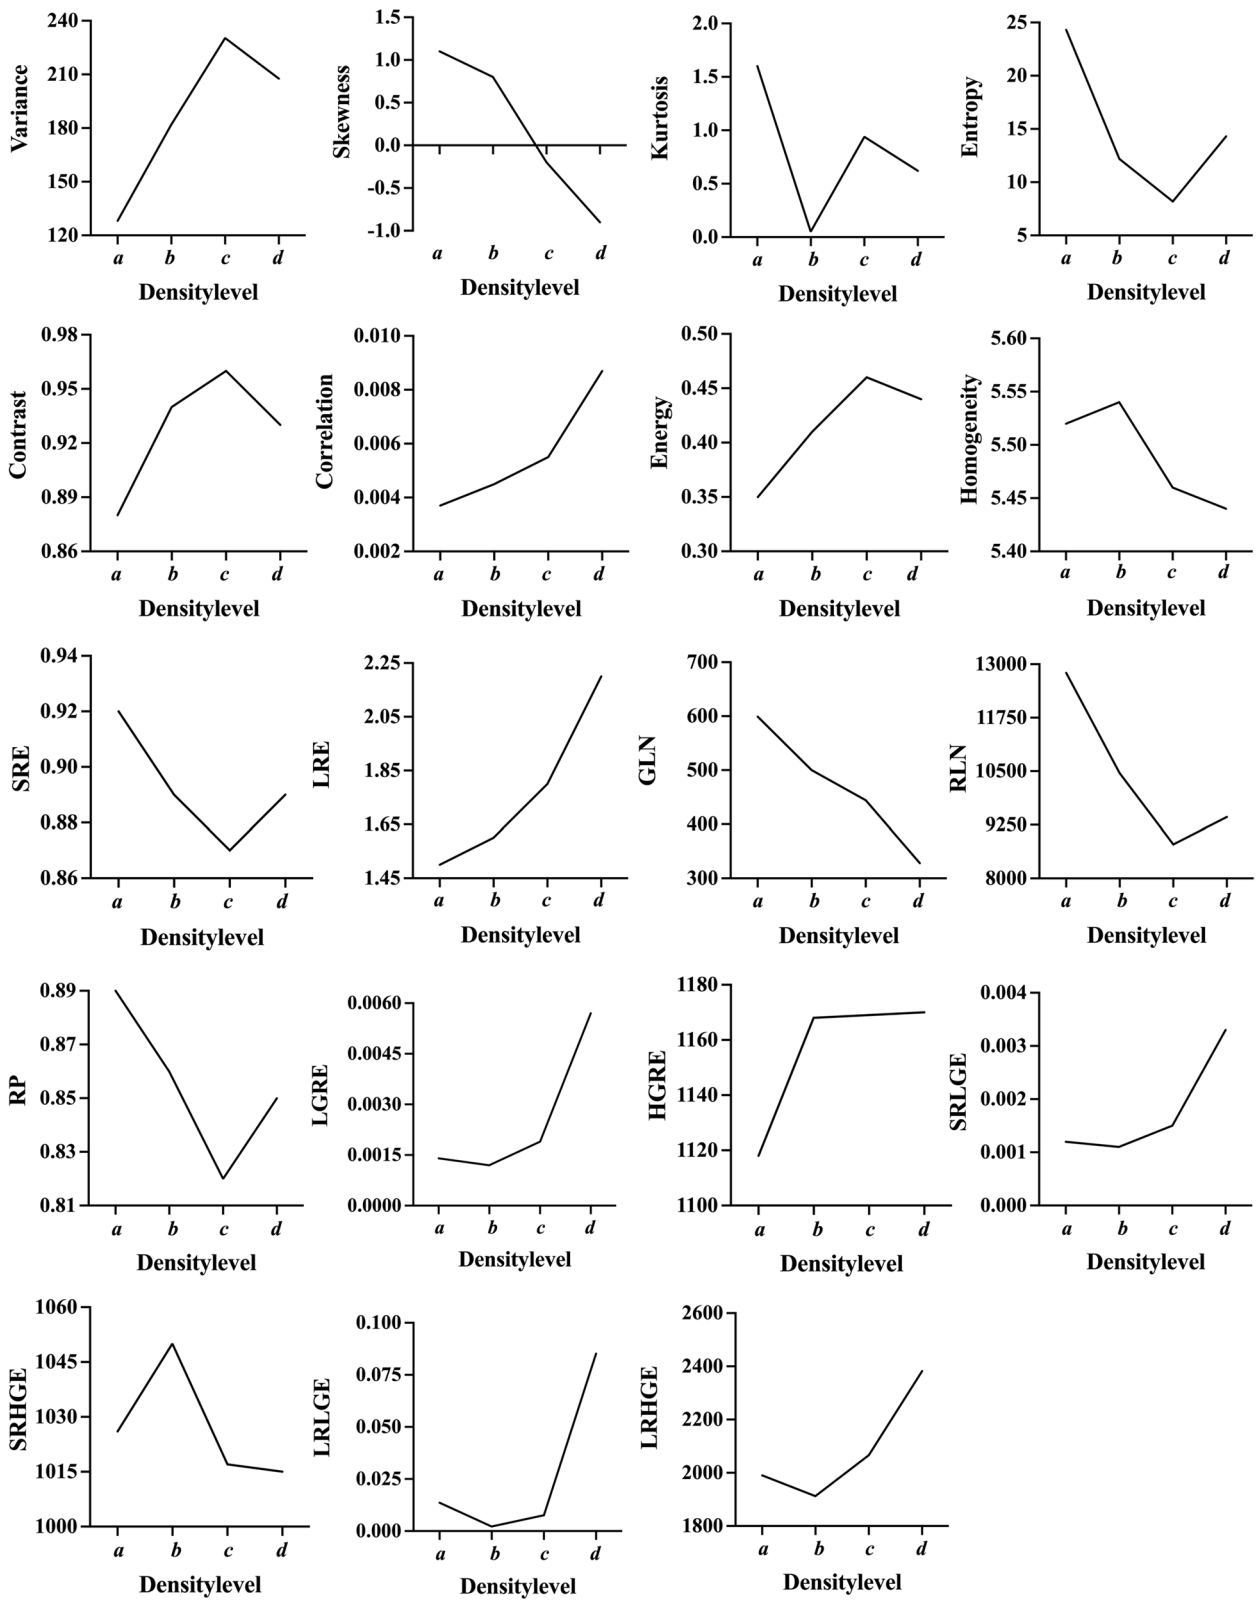 Variance
240
210
180
150
120
a b c d
Densitylevel
Skewness
1.5
1.0
0.5
0.0
-0.5
-1.0
a b c d
Densitylevel
Kurtosis
2.0
1.5
1.0
0.5
0.0
a b c d
Densitylevel
Entropy
25
20
15
10
5
a b c d
Densitylevel
Contrast
0.98
0.95
0.92
0.89
0.86
a b c d
Densitylevel
Correlation
0.010
0.008
0.006
0.004
0.002
a b c d
Densitylevel
Energy
0.50
0.45
0.40
0.35
0.30
a b c d
Densitylevel
Homogeneity
5.60
5.55
5.50
5.45
5.40
a b c d
Densitylevel
SRE
0.94
0.92
0.90
0.88
0.86
a b c d
Densitylevel
LRE
2.25
2.05
1.85
1.65
1.45
a b c d
Densitylevel
GLN
700
600
500
400
300
a b c d
Densitylevel
RLN
13000
11750
10500
9250
8000
a b c d
Densitylevel
RP
0.89
0.87
0.85
0.83
0.81
a b c d
Densitylevel
LGRE
0.0060
0.0045
0.0030
0.0015
0.0000
a b c d
Densitylevel
HGRE
1180
1160
1140
1120
1100
a b c d
Densitylevel
SRLGE
0.004
0.003
0.002
0.001
0.000
a b c d
Densitylevel
SRHGE
1060
1045
1030
1015
1000
a b c d
Densitylevel
LRLGE
0.100
0.075
0.050
0.025
0.000
a b c d
Densitylevel
LRHGE
2600
2400
2200
2000
1800
a b c d
Densitylevel